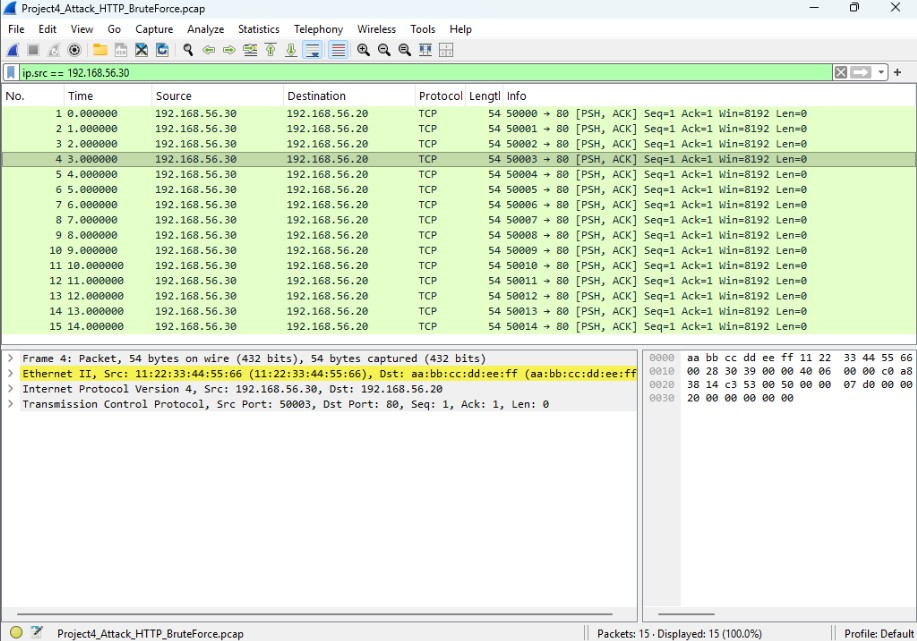 Project4_Attack_HTTP_BruteForce.pcap
File Edit View Go Capture Analyze Statistics Telephony Wireless Tools Help
ip.src == 192.168.56.30
No. Time Source Destination Protocol Lengtl Info
1 0.000000 192.168.56.30 192.168.56.20 TCP 54 50000 → 80 [PSH, ACK] Seq=1 Ack=1 Win=8192 Len=0
2 1.000000 192.168.56.30 192.168.56.20 TCP 54 50001 → 80 [PSH, ACK] Seq=1 Ack=1 Win=8192 Len=0
3 2.000000 192.168.56.30 192.168.56.20 TCP 54 50002 → 80 [PSH, ACK] Seq=1 Ack=1 Win=8192 Len=0
4 3.000000 192.168.56.30 192.168.56.20 TCP 54 50003 → 80 [PSH, ACK] Seq=1 Ack=1 Win=8192 Len=0
5 4.000000 192.168.56.30 192.168.56.20 TCP 54 50004 → 80 [PSH, ACK] Seq=1 Ack=1 Win=8192 Len=0
6 5.000000 192.168.56.30 192.168.56.20 TCP 54 50005 → 80 [PSH, ACK] Seq=1 Ack=1 Win=8192 Len=0
7 6.000000 192.168.56.30 192.168.56.20 TCP 54 50006 → 80 [PSH, ACK] Seq=1 Ack=1 Win=8192 Len=0
8 7.000000 192.168.56.30 192.168.56.20 TCP 54 50007 → 80 [PSH, ACK] Seq=1 Ack=1 Win=8192 Len=0
9 8.000000 192.168.56.30 192.168.56.20 TCP 54 50008 → 80 [PSH, ACK] Seq=1 Ack=1 Win=8192 Len=0
10 9.000000 192.168.56.30 192.168.56.20 TCP 54 50009 → 80 [PSH, ACK] Seq=1 Ack=1 Win=8192 Len=0
11 10.000000 192.168.56.30 192.168.56.20 TCP 54 50010 → 80 [PSH, ACK] Seq=1 Ack=1 Win=8192 Len=0
12 11.000000 192.168.56.30 192.168.56.20 TCP 54 50011 → 80 [PSH, ACK] Seq=1 Ack=1 Win=8192 Len=0
13 12.000000 192.168.56.30 192.168.56.20 TCP 54 50012 → 80 [PSH, ACK] Seq=1 Ack=1 Win=8192 Len=0
14 13.000000 192.168.56.30 192.168.56.20 TCP 54 50013 → 80 [PSH, ACK] Seq=1 Ack=1 Win=8192 Len=0
15 14.000000 192.168.56.30 192.168.56.20 TCP 54 50014 → 80 [PSH, ACK] Seq=1 Ack=1 Win=8192 Len=0
Frame 4: Packet, 54 bytes on wire (432 bits), 54 bytes captured (432 bits)
Ethernet II, Src: 11:22:33:44:55:66 (11:22:33:44:55:66), Dst: aa:bb:cc:dd:ee:ff (aa:bb:cc:dd:ee:ff
Internet Protocol Version 4, Src: 192.168.56.30, Dst: 192.168.56.20
Transmission Control Protocol, Src Port: 50003, Dst Port: 80, Seq: 1, Ack: 1, Len: 0
0000 aa bb cc dd ee ff 11 22 33 44 55 66
0010 00 28 30 39 00 00 40 06 00 00 c0 a8
0020 38 14 c3 53 00 50 00 00 07 d0 00 00
0030 20 00 00 00 00 00
Project4_Attack_HTTP_BruteForce.pcap
Packets: 15 · Displayed: 15 (100.0%)
Profile: Default